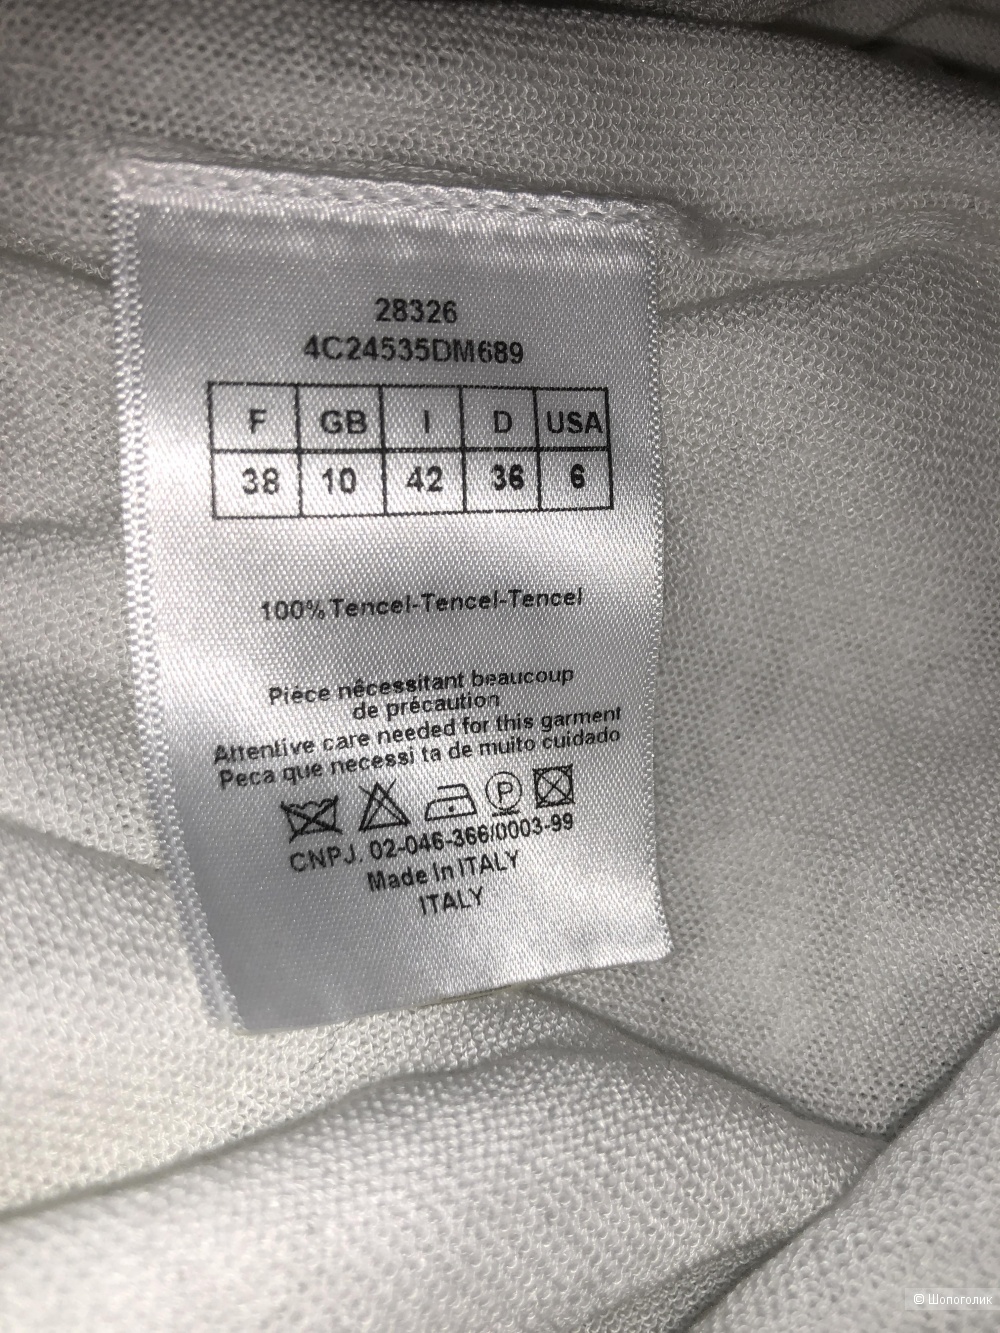 28326
4C24535DM689
F GB I D USA
38 10 42 36 6
100% Tencel-Tencel-Tencel
Pièce nêcessitant beaucoup
de précaution
Attentive care needed for this garment
Peca que necessi ta de muito cuidado
P
CNPJ. 02-046-366/0003-99
Made In ITALY
ITALY
© Шопоголик